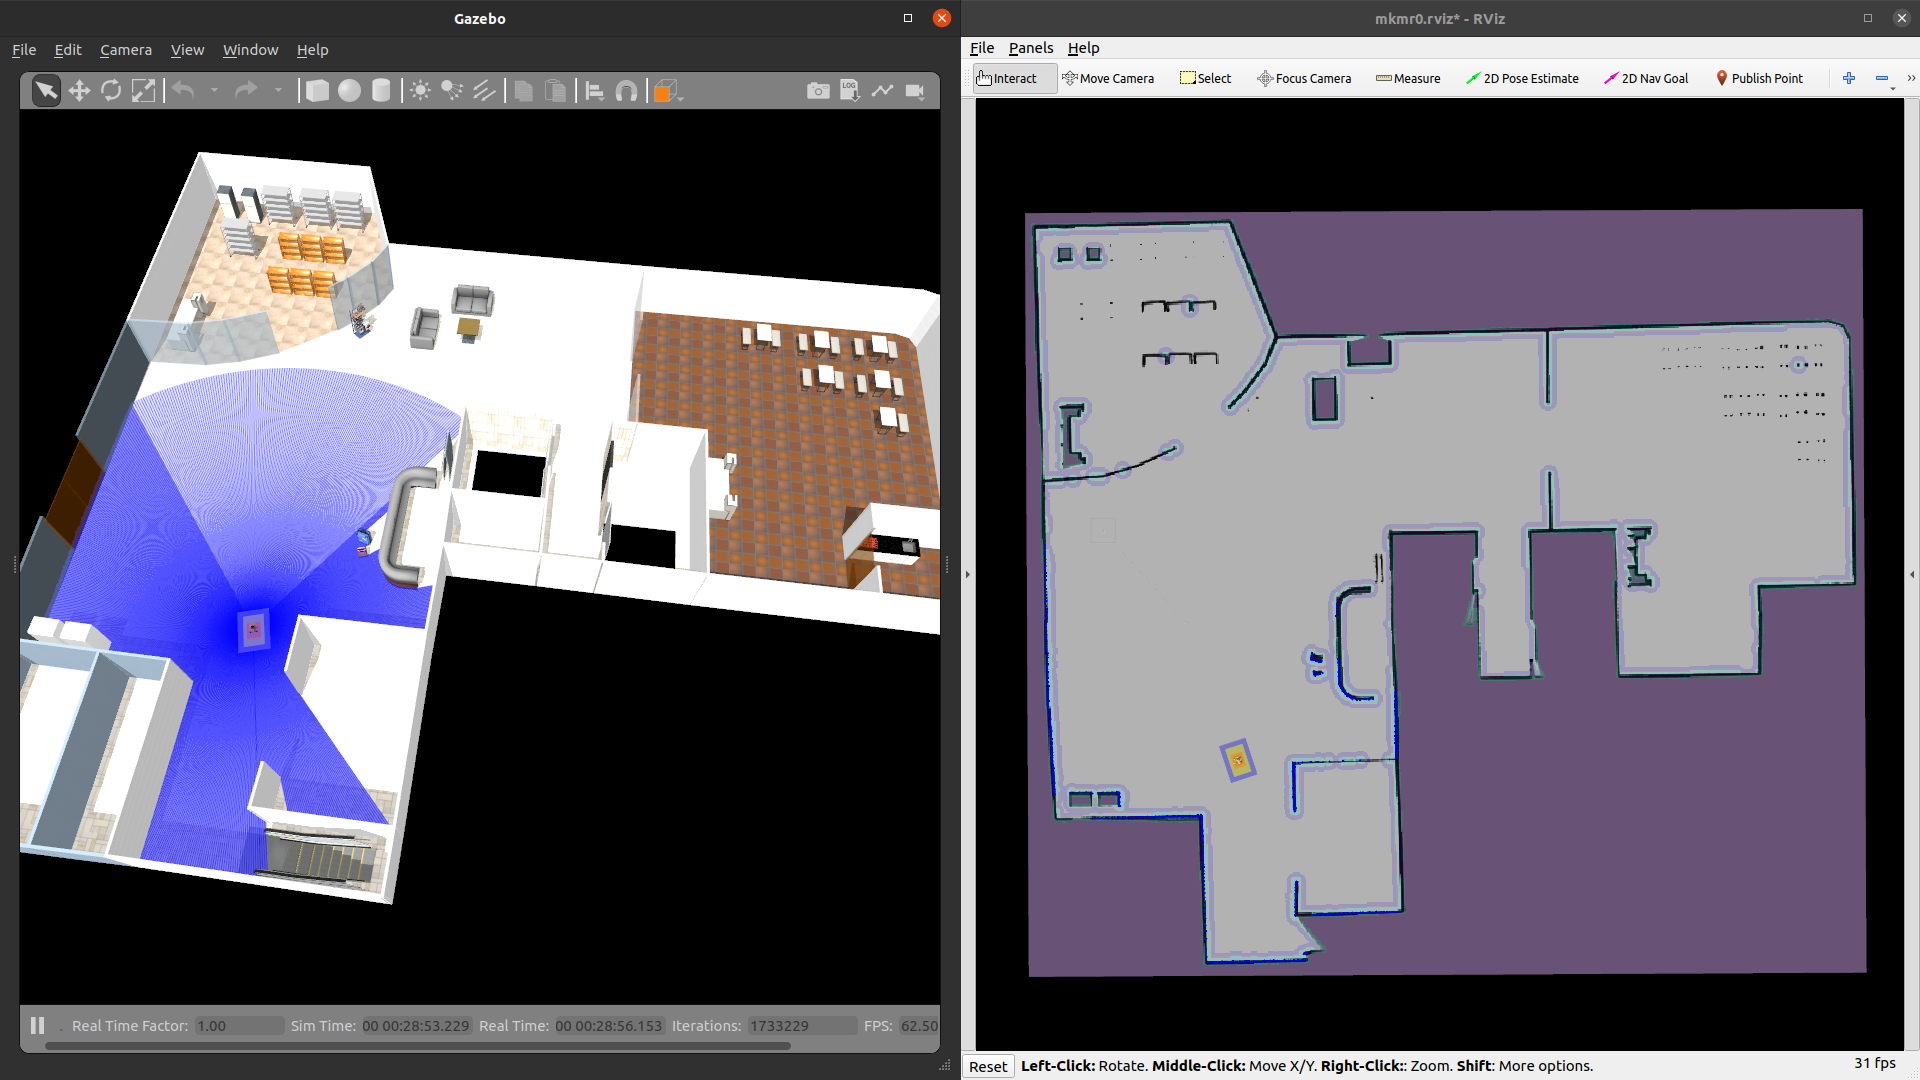 Gazebo
File Edit Camera View Window Help
LOG
Real Time Factor: 1.00 Sim Time: 00 00:28:53.229 Real Time: 00 00:28:56.153 Iterations: 1733229 FPS: 62.50
mkmr0.rviz* - RViz
File Panels Help
Interact Move Camera Select Focus Camera Measure 2D Pose Estimate 2D Nav Goal Publish Point
Reset Left-Click: Rotate. Middle-Click: Move X/Y. Right-Click:: Zoom. Shift: More options. 31 fps